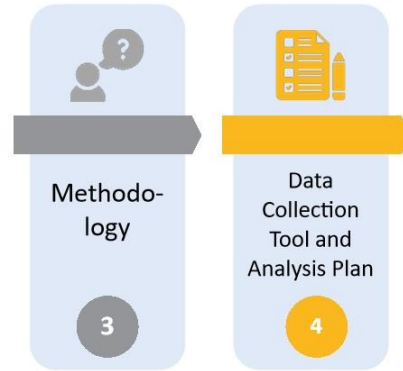 ?
Methodo-
logy
3
Data
Collection
Tool and
Analysis Plan
4